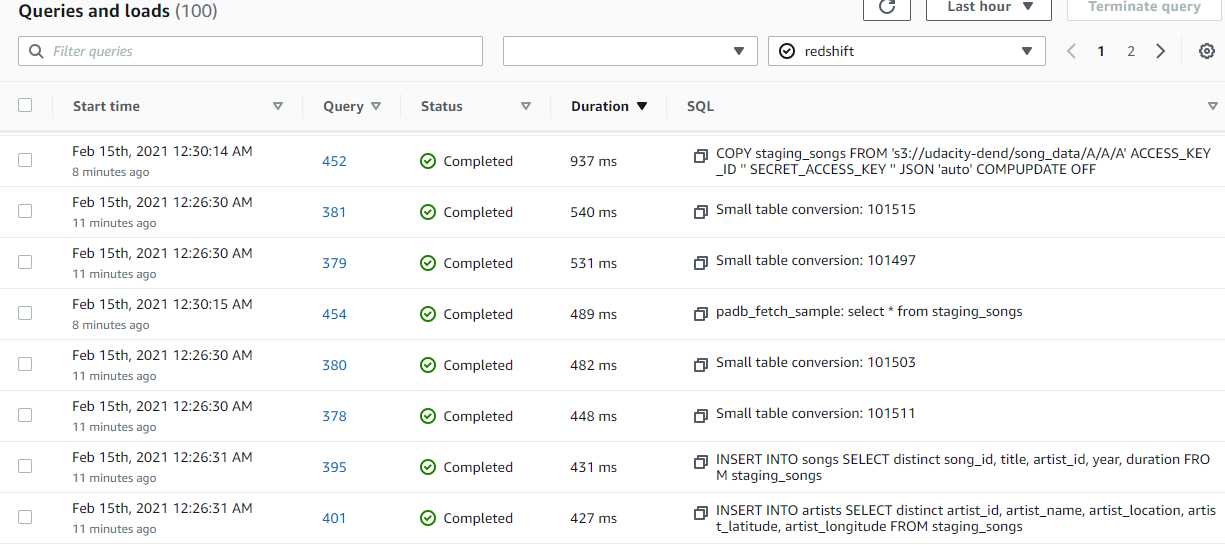 Queries and loads (100)
Last hour
Terminate query
Filter queries
redshift
1
2
Start time
Query
Status
Duration
SQL
Feb 15th, 2021 12:30:14 AM
8 minutes ago
452
Completed
937 ms
COPY staging_songs FROM 's3://udacity-dend/song_data/A/A/A' ACCESS_KEY
_ID '' SECRET_ACCESS_KEY '' JSON 'auto' COMPUPDATE OFF
Feb 15th, 2021 12:26:30 AM
11 minutes ago
381
Completed
540 ms
Small table conversion: 101515
Feb 15th, 2021 12:26:30 AM
11 minutes ago
379
Completed
531 ms
Small table conversion: 101497
Feb 15th, 2021 12:30:15 AM
8 minutes ago
454
Completed
489 ms
padb_fetch_sample: select * from staging_songs
Feb 15th, 2021 12:26:30 AM
11 minutes ago
380
Completed
482 ms
Small table conversion: 101503
Feb 15th, 2021 12:26:30 AM
11 minutes ago
378
Completed
448 ms
Small table conversion: 101511
Feb 15th, 2021 12:26:31 AM
11 minutes ago
395
Completed
431 ms
INSERT INTO songs SELECT distinct song_id, title, artist_id, year, duration FRO
M staging_songs
Feb 15th, 2021 12:26:31 AM
11 minutes ago
401
Completed
427 ms
INSERT INTO artists SELECT distinct artist_id, artist_name, artist_location, artis
t_latitude, artist_longitude FROM staging_songs